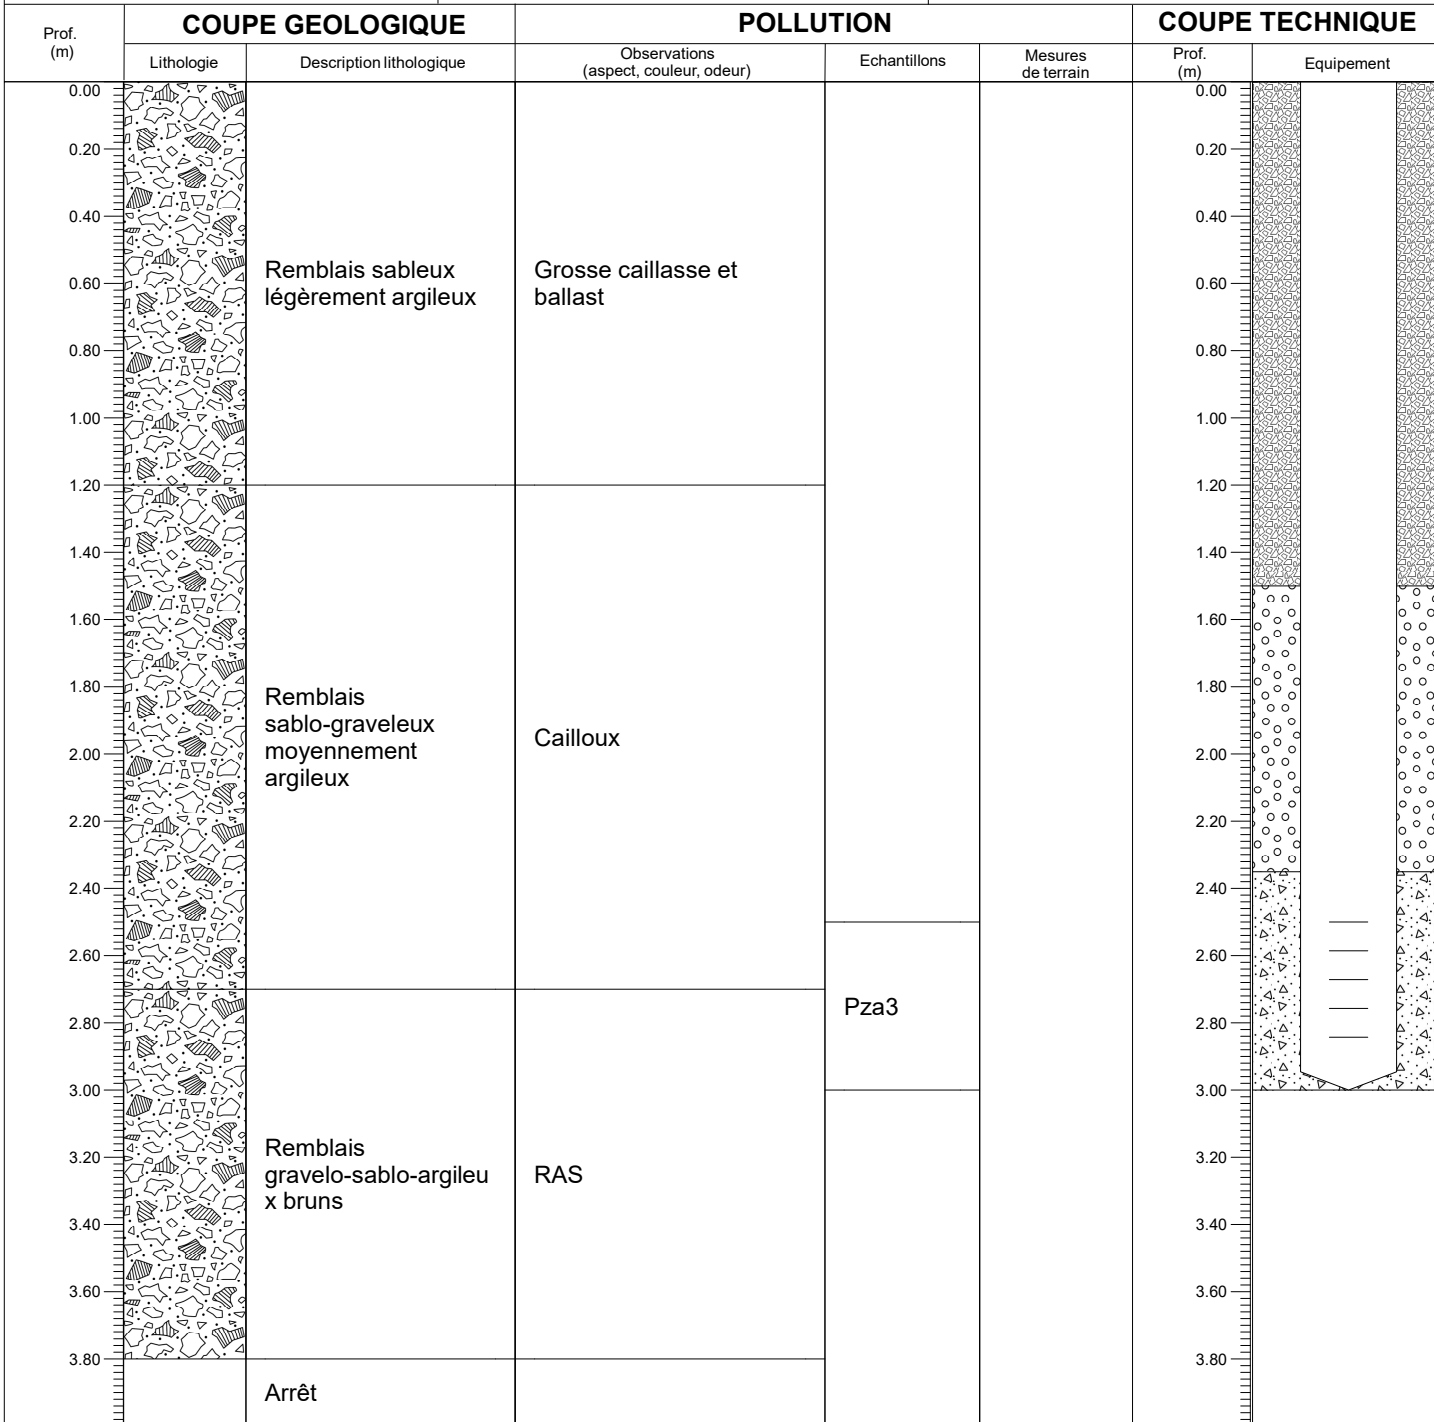 COUPE GEOLOGIQUE
POLLUTION
COUPE TECHNIQUE
Prof.
(m)
Lithologie
Description lithologique
Observations
(aspect, couleur, odeur)
Echantillons
Mesures
de terrain
Prof.
(m)
Equipement
0.00
0.20
0.40
0.60
0.80
1.00
1.20
1.40
1.60
1.80
2.00
2.20
2.40
2.60
2.80
3.00
3.20
3.40
3.60
3.80
Remblais sableux
légèrement argileux
Remblais
sablo-graveleux
moyennement
argileux
Remblais
gravelo-sablo-argileu
x bruns
Arrêt
Grosse caillasse et
ballast
Cailloux
RAS
Pza3
0.00
0.20
0.40
0.60
0.80
1.00
1.20
1.40
1.60
1.80
2.00
2.20
2.40
2.60
2.80
3.00
3.20
3.40
3.60
3.80